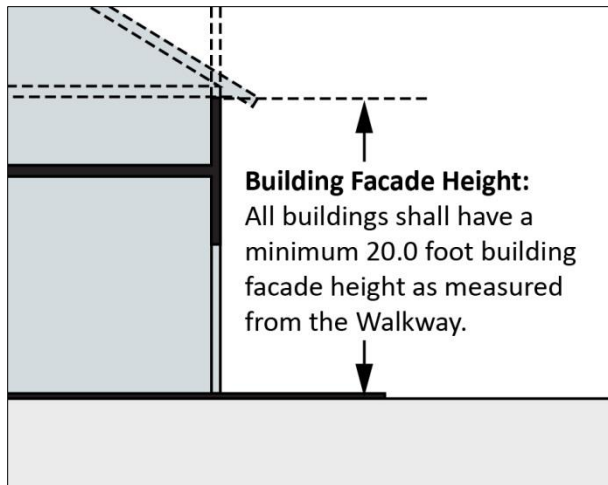 Building Facade Height:
All buildings shall have a
minimum 20.0 foot building
facade height as measured
from the Walkway.